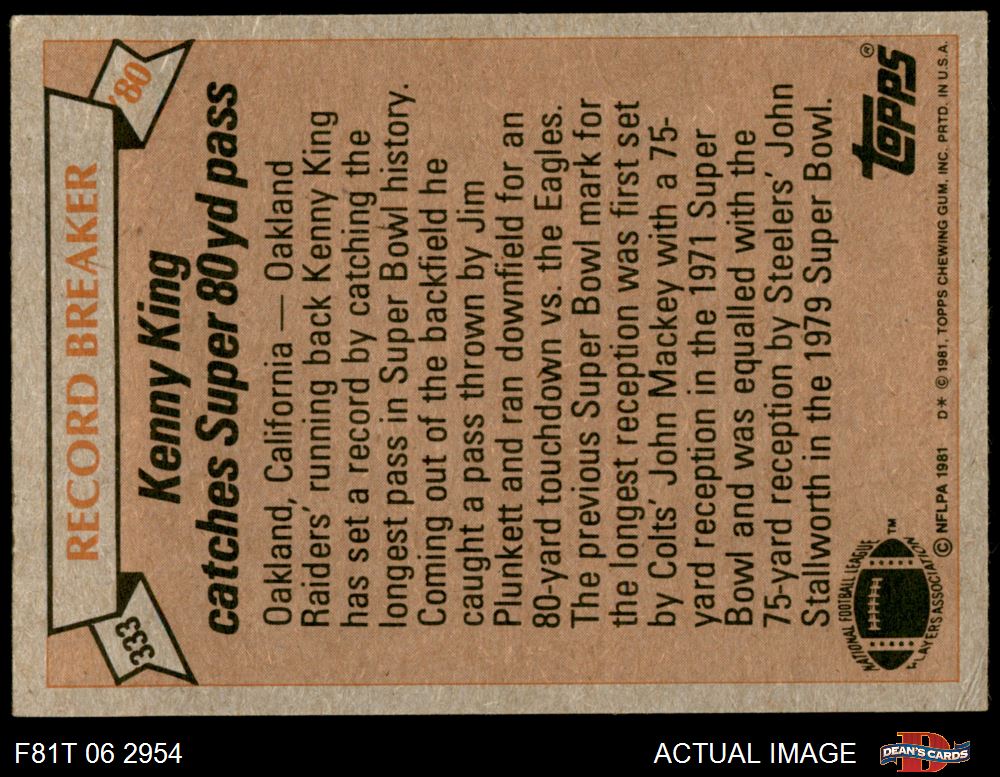 RECORD BREAKER
333
'80
Kenny King
catches Super 80 yd pass
Oakland, California — Oakland
Raiders' running back Kenny King
has set a record by catching the
longest pass in Super Bowl history.
Coming out of the backfield he
caught a pass thrown by Jim
Plunkett and ran downfield for an
80-yard touchdown vs. the Eagles.
The previous Super Bowl mark for
the longest reception was first set
by Colts' John Mackey with a 75-
yard reception in the 1971 Super
Bowl and was equalled with the
75-yard reception by Steelers' John
Stallworth in the 1979 Super Bowl.
NATIONAL FOOTBALL LEAGUE
PLAYERS ASSOCIATION
™
topps®
© NFLPA 1981 D* © 1981, TOPPS CHEWING GUM, INC. PRTD. IN U.S.A.
F81T 06 2954
ACTUAL IMAGE
DEAN'S CARDS